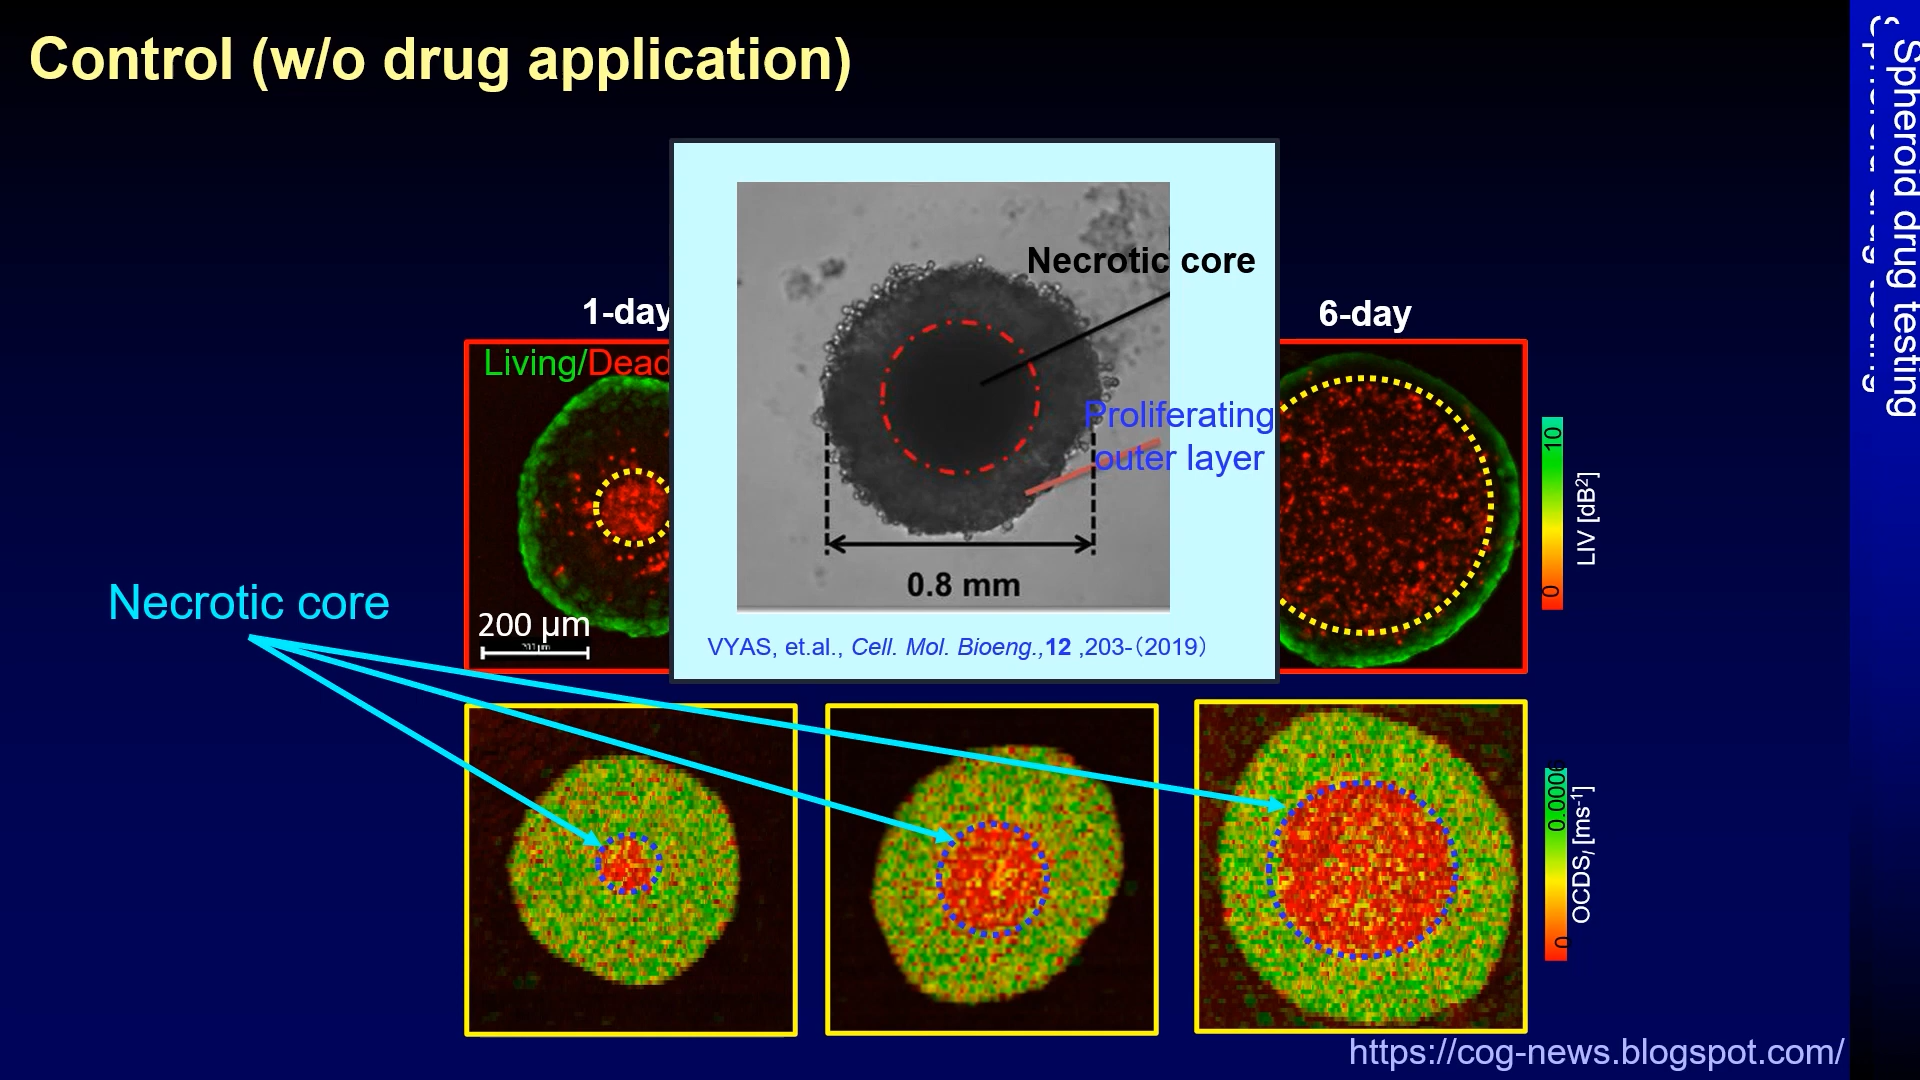 Control (w/o drug application)
Spheroid drug testing
Necrotic core
1-day
6-day
Living/Dead
Proliferating
outer layer
10
LIV [dB²]
0
0.8 mm
Necrotic core
200 µm
VYAS, et.al., Cell. Mol. Bioeng.,12 ,203-（2019）
0.0006
OCDSₗ [ms⁻¹]
0
https://cog-news.blogspot.com/